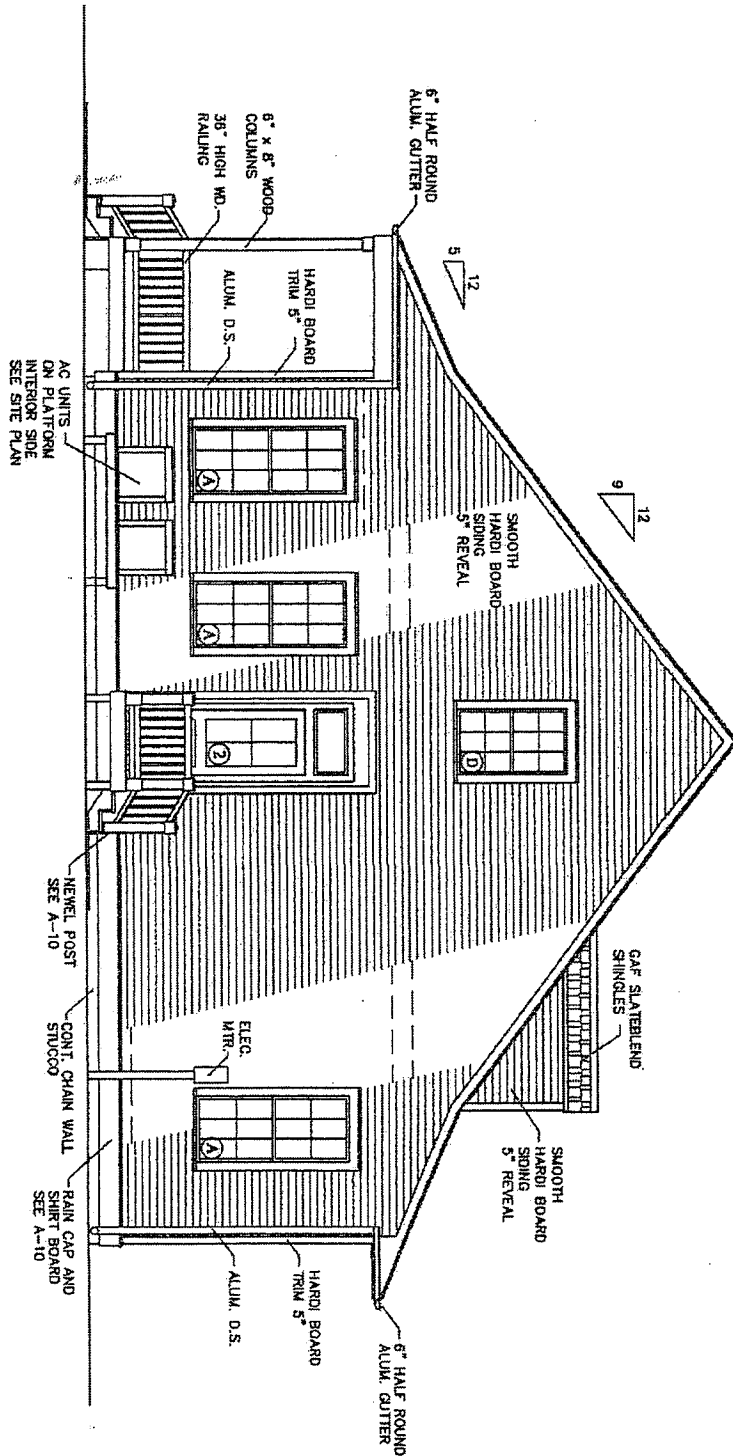 6" HALF ROUND
ALUM. GUTTER
12
5
12
9
6" x 8" WOOD
COLUMNS
36" HIGH WD.
RAILING
HARDI BOARD
TRIM 5"
ALUM. D.S.
AC UNITS
ON PLATFORM
INTERIOR SIDE
SEE SITE PLAN
SMOOTH
HARDI BOARD
SIDING
5" REVEAL
A
A
2
D
A
NEWEL POST
SEE A-10
GAF SLATEBLEND
SHINGLES
SMOOTH
HARDI BOARD
SIDING
5" REVEAL
ELEC.
MTR.
CONT. CHAIN WALL
STUCCO
RAIN CAP AND
SHIRT BOARD
SEE A-10
ALUM. D.S.
HARDI BOARD
TRIM 5"
6" HALF ROUND
ALUM. GUTTER